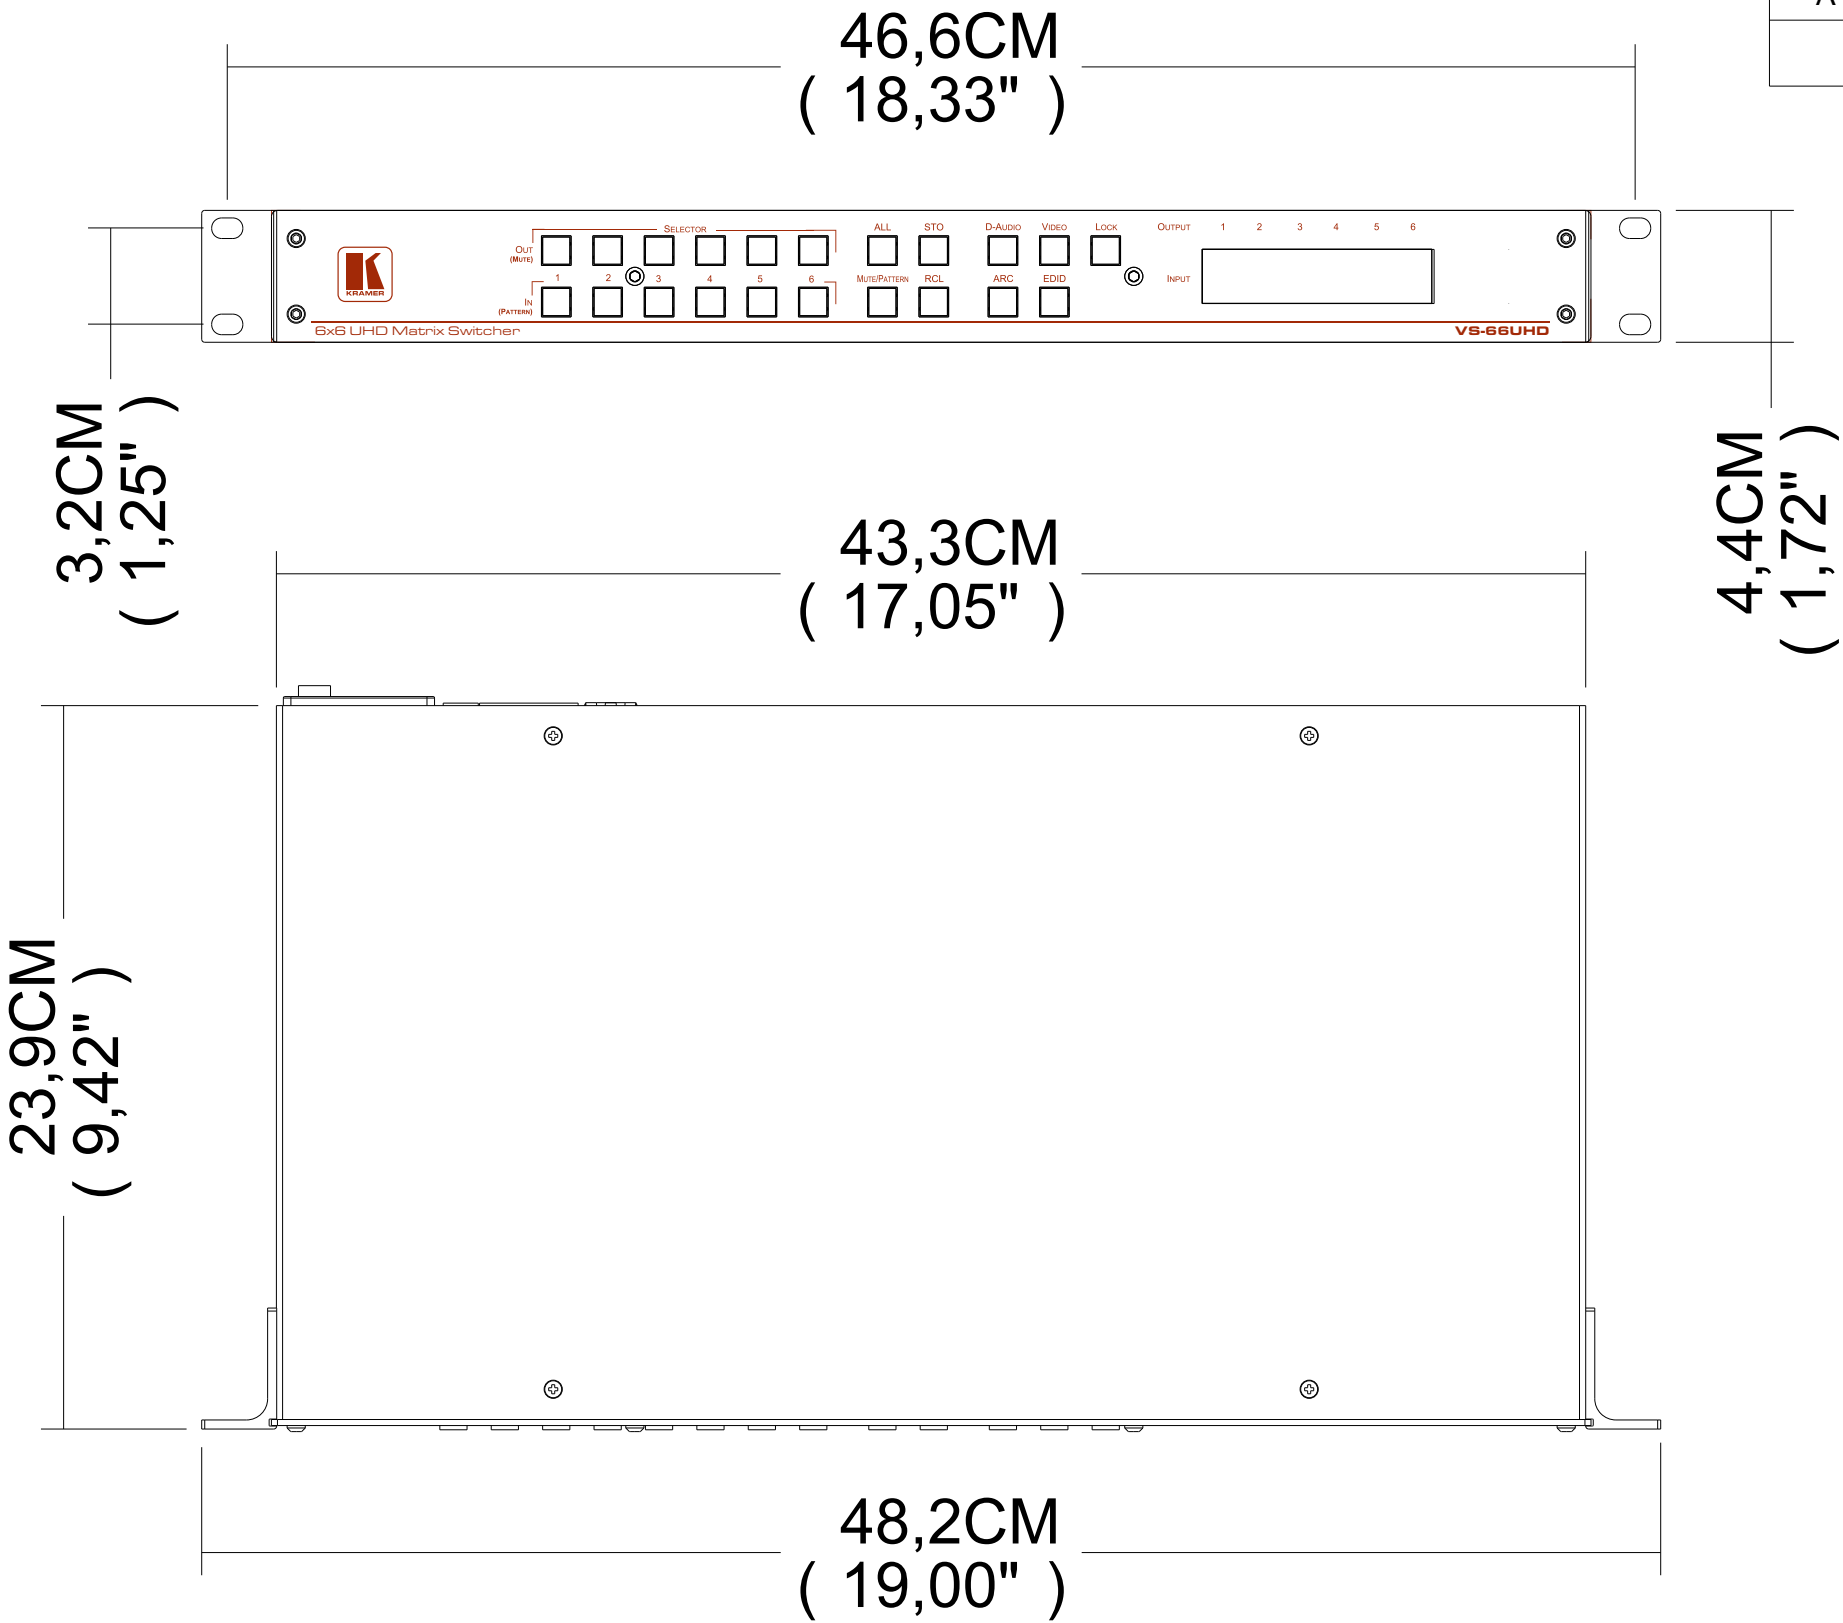 A
46,6CM
( 18,33" )
SELECTOR
ALL STO D-AUDIO VIDEO LOCK OUTPUT 1 2 3 4 5 6
OUT
(MUTE)
KRAMER
1 2 3 4 5 6 MUTE/PATTERN RCL ARC EDID INPUT
IN
(PATTERN)
6x6 UHD Matrix Switcher VS-66UHD
3,2CM
( 1,25" )
4,4CM
( 1,72" )
43,3CM
( 17,05" )
23,9CM
( 9,42" )
48,2CM
( 19,00" )